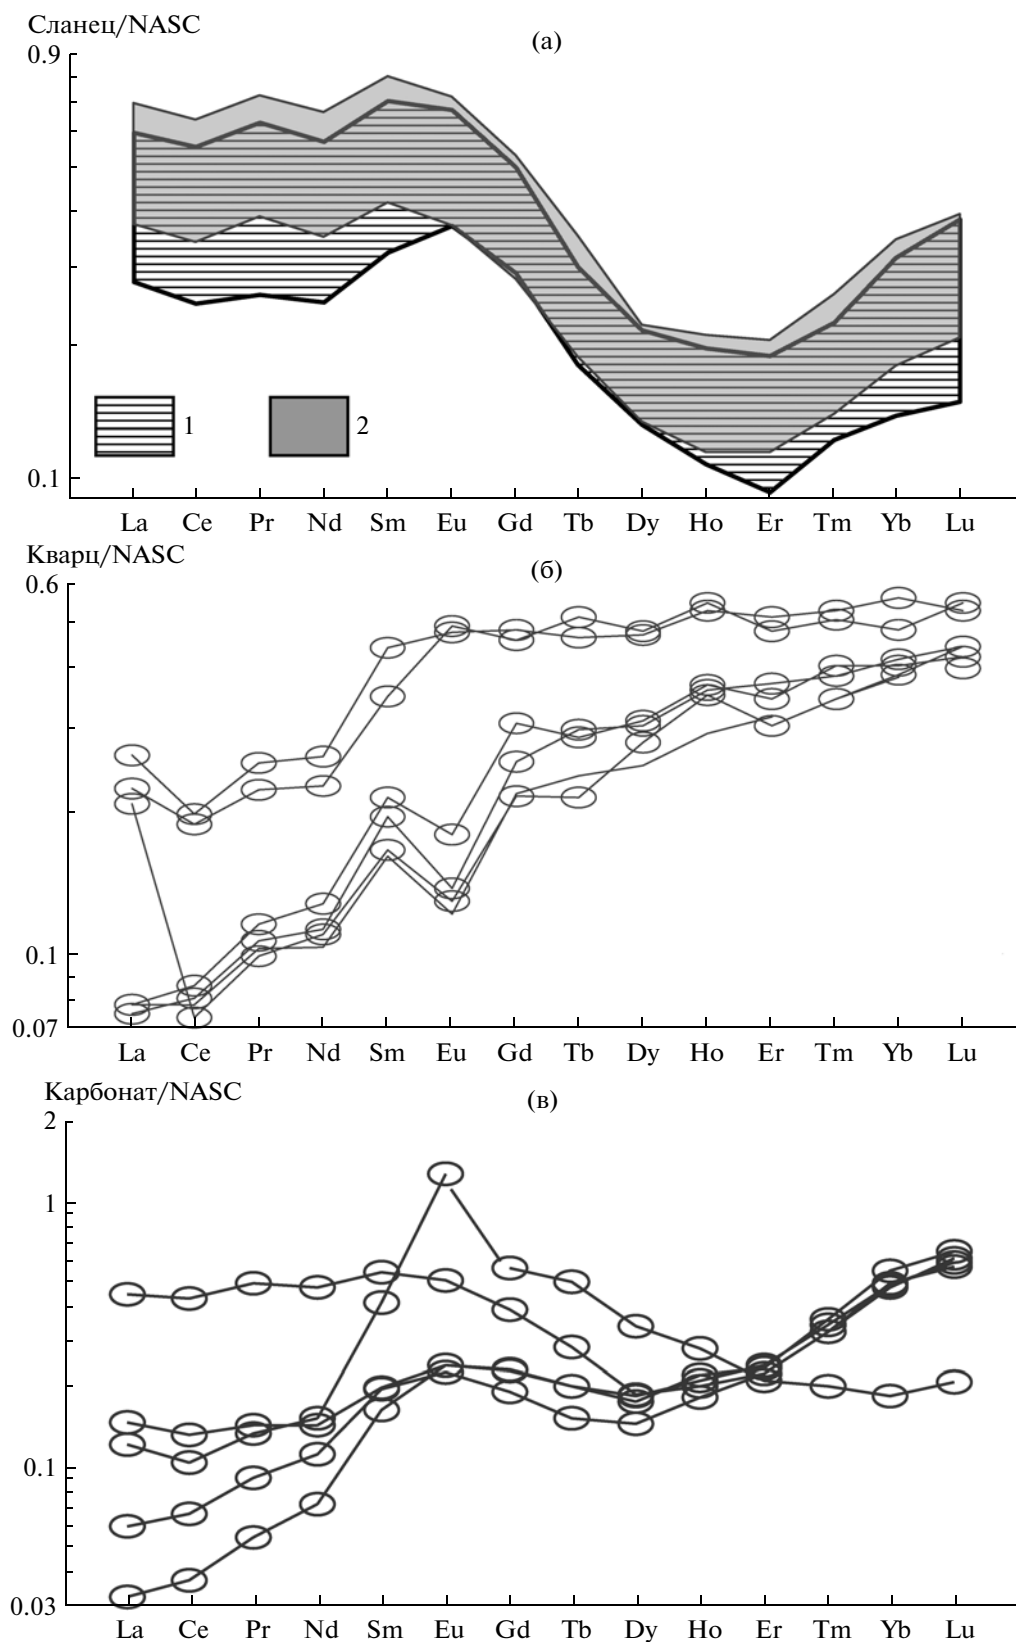 Сланец/NASC
(а)
0.9
1
2
0.1
La Ce Pr Nd Sm Eu Gd Tb Dy Ho Er Tm Yb Lu
Кварц/NASC
(б)
0.6
0.1
0.07
La Ce Pr Nd Sm Eu Gd Tb Dy Ho Er Tm Yb Lu
Карбонат/NASC
(в)
2
1
0.1
0.03
La Ce Pr Nd Sm Eu Gd Tb Dy Ho Er Tm Yb Lu